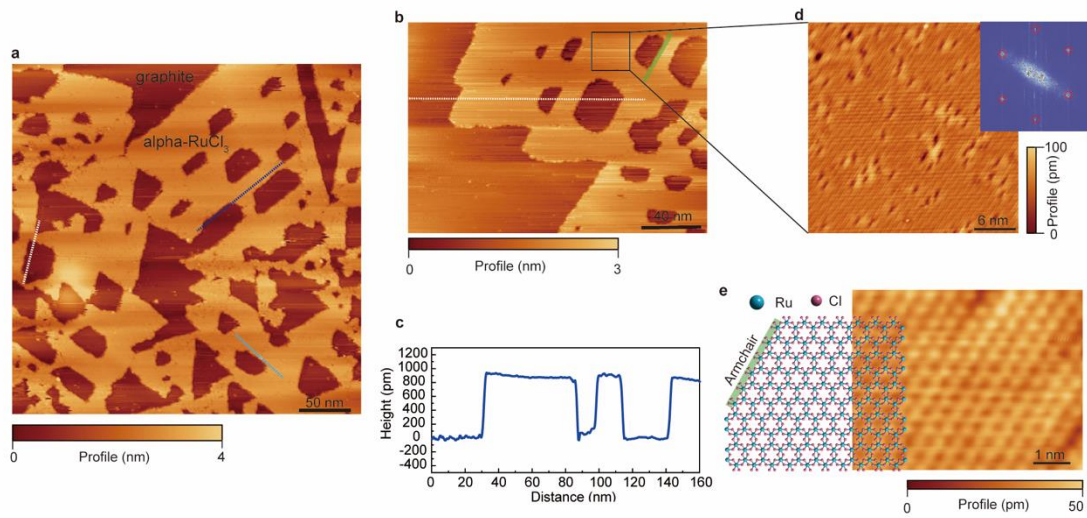 a
graphite
alpha-RuCl3
50 nm
0
4
Profile (nm)
b
40 nm
0
3
Profile (nm)
c
Height (pm)
1200
1000
800
600
400
200
0
-200
-400
0 20 40 60 80 100 120 140 160
Distance (nm)
d
100
Profile (pm)
0
6 nm
e
Ru
Cl
Armchair
1 nm
0
50
Profile (pm)